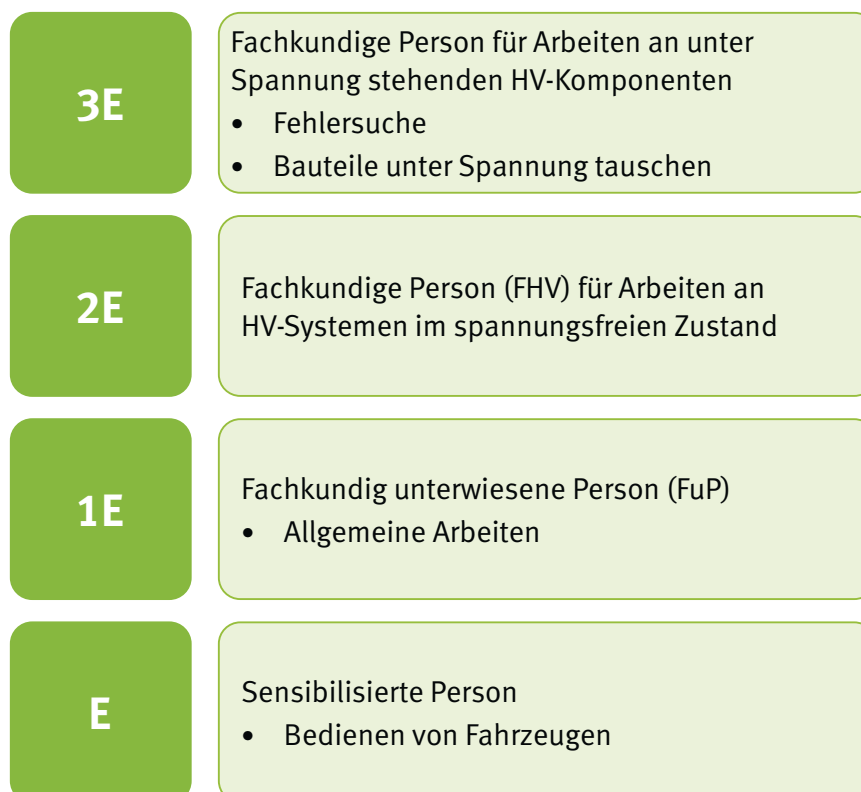 3E
Fachkundige Person für Arbeiten an unter
Spannung stehenden HV-Komponenten
• Fehlersuche
• Bauteile unter Spannung tauschen
2E
Fachkundige Person (FHV) für Arbeiten an
HV-Systemen im spannungsfreien Zustand
1E
Fachkundig unterwiesene Person (FuP)
• Allgemeine Arbeiten
E
Sensibilisierte Person
• Bedienen von Fahrzeugen